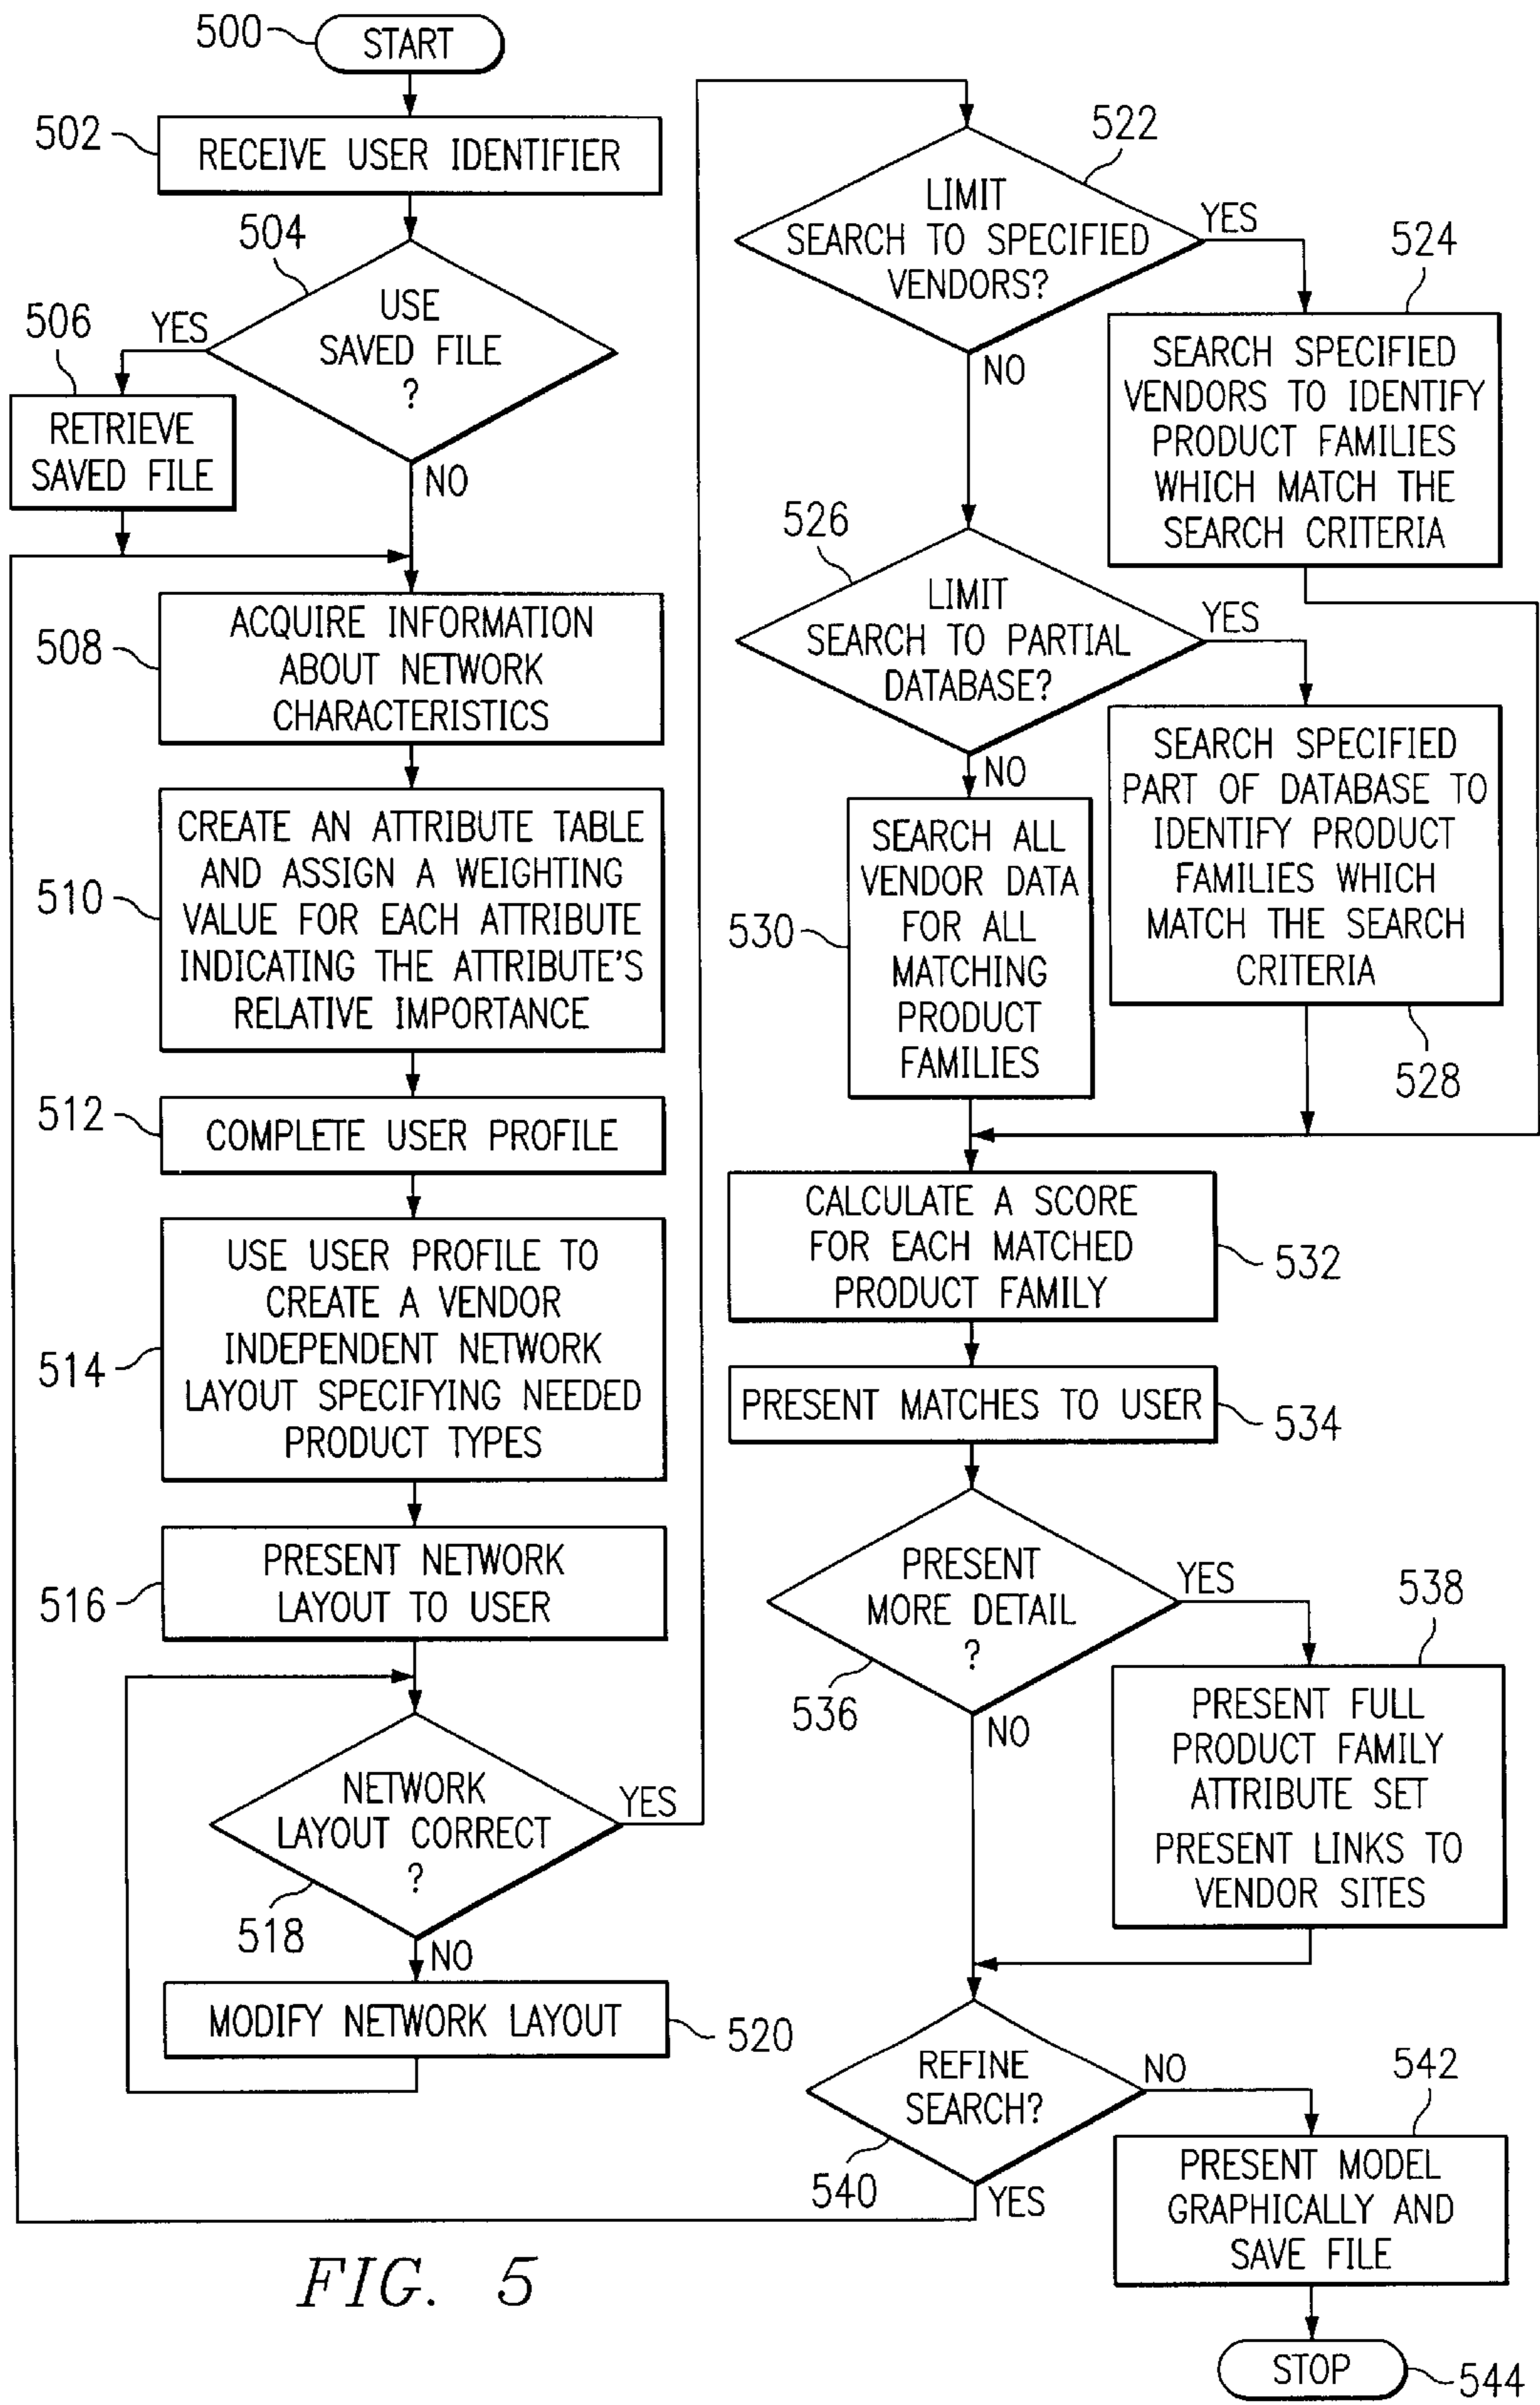 500
START
502
RECEIVE USER IDENTIFIER
504
USE
SAVED FILE
?
YES
NO
506
RETRIEVE
SAVED FILE
508
ACQUIRE INFORMATION
ABOUT NETWORK
CHARACTERISTICS
510
CREATE AN ATTRIBUTE TABLE
AND ASSIGN A WEIGHTING
VALUE FOR EACH ATTRIBUTE
INDICATING THE ATTRIBUTE'S
RELATIVE IMPORTANCE
512
COMPLETE USER PROFILE
514
USE USER PROFILE TO
CREATE A VENDOR
INDEPENDENT NETWORK
LAYOUT SPECIFYING NEEDED
PRODUCT TYPES
516
PRESENT NETWORK
LAYOUT TO USER
NETWORK
LAYOUT CORRECT
?
YES
518
NO
MODIFY NETWORK LAYOUT
520
522
LIMIT
SEARCH TO SPECIFIED
VENDORS?
YES
NO
524
SEARCH SPECIFIED
VENDORS TO IDENTIFY
PRODUCT FAMILIES
WHICH MATCH THE
SEARCH CRITERIA
526
LIMIT
SEARCH TO PARTIAL
DATABASE?
YES
NO
SEARCH SPECIFIED
PART OF DATABASE TO
IDENTIFY PRODUCT
FAMILIES WHICH
MATCH THE SEARCH
CRITERIA
528
530
SEARCH ALL
VENDOR DATA
FOR ALL
MATCHING
PRODUCT
FAMILIES
CALCULATE A SCORE
FOR EACH MATCHED
PRODUCT FAMILY
532
PRESENT MATCHES TO USER
534
PRESENT
MORE DETAIL
?
YES
536
NO
538
PRESENT FULL
PRODUCT FAMILY
ATTRIBUTE SET
PRESENT LINKS TO
VENDOR SITES
REFINE
SEARCH?
NO
540
YES
542
PRESENT MODEL
GRAPHICALLY AND
SAVE FILE
STOP
544
FIG. 5